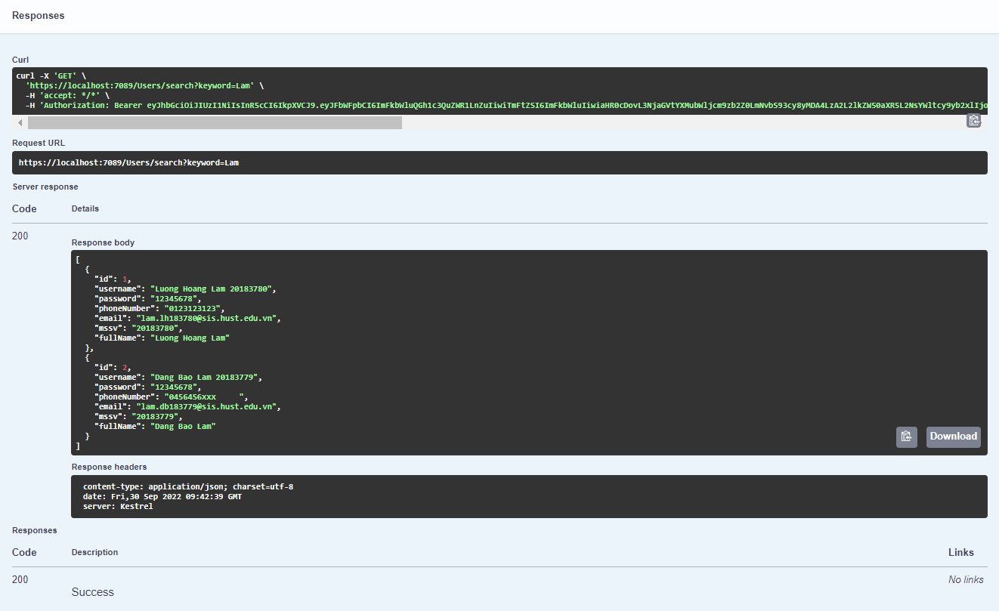 Responses
Curl
curl -X 'GET' \
  'https://localhost:7089/Users/search?keyword=Lam' \
  -H 'accept: */*' \
  -H 'Authorization: Bearer eyJhbGciOiJIUzI1NiIsInR5cCI6IkpXVCJ9.eyJFbWFpbCI6ImFkbWluQGh1c3QuZWR1LnZuIiwiTmFtZSI6ImFkbWluIiwiaHR0cDovL3NjaGVtYXMubWljcm9zb2Z0LmNvbS93cy8yMDA4LzA2L2lkZW50aXR5L2NsYWltcy9yb2xlIjo
Request URL
https://localhost:7089/Users/search?keyword=Lam
Server response
Code Details
200
Response body
[
  {
    "id": 1,
    "username": "Luong Hoang Lam 20183780",
    "password": "12345678",
    "phoneNumber": "0123123123",
    "email": "lam.lh183780@sis.hust.edu.vn",
    "mssv": "20183780",
    "fullName": "Luong Hoang Lam"
  },
  {
    "id": 2,
    "username": "Dang Bao Lam 20183779",
    "password": "12345678",
    "phoneNumber": "0456456xxx     ",
    "email": "lam.db183779@sis.hust.edu.vn",
    "mssv": "20183779",
    "fullName": "Dang Bao Lam"
  }
]
Download
Response headers
content-type: application/json; charset=utf-8
date: Fri,30 Sep 2022 09:42:39 GMT
server: Kestrel
Responses
Code Description Links
200 No links
Success